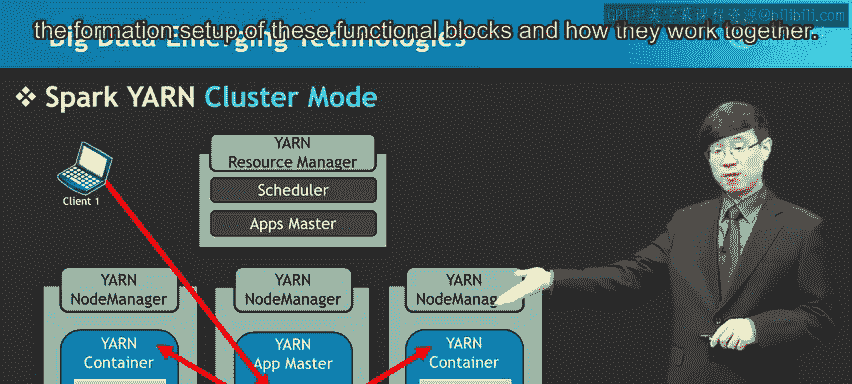 the formation setup of these functional blocks and how they work together.
Big Data Emerging Technologies
❖ Spark YARN Cluster Mode
YARN
Resource Manager
Scheduler
Apps Master
Client 1
YARN
NodeManager
YARN
NodeManager
YARN
NodeManag
YARN
Container
YARN
App Master
YARN
Container